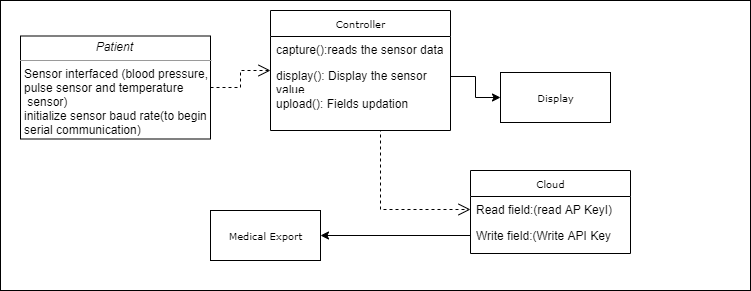 Controller
Patient
capture():reads the sensor data
display(): Display the sensor
value
upload(): Fields updation
Sensor interfaced (blood pressure,
pulse sensor and temperature
sensor)
initialize sensor baud rate(to begin
serial communication)
Display
Cloud
Read field:(read AP KeyI)
Write field:(Write API Key
Medical Export